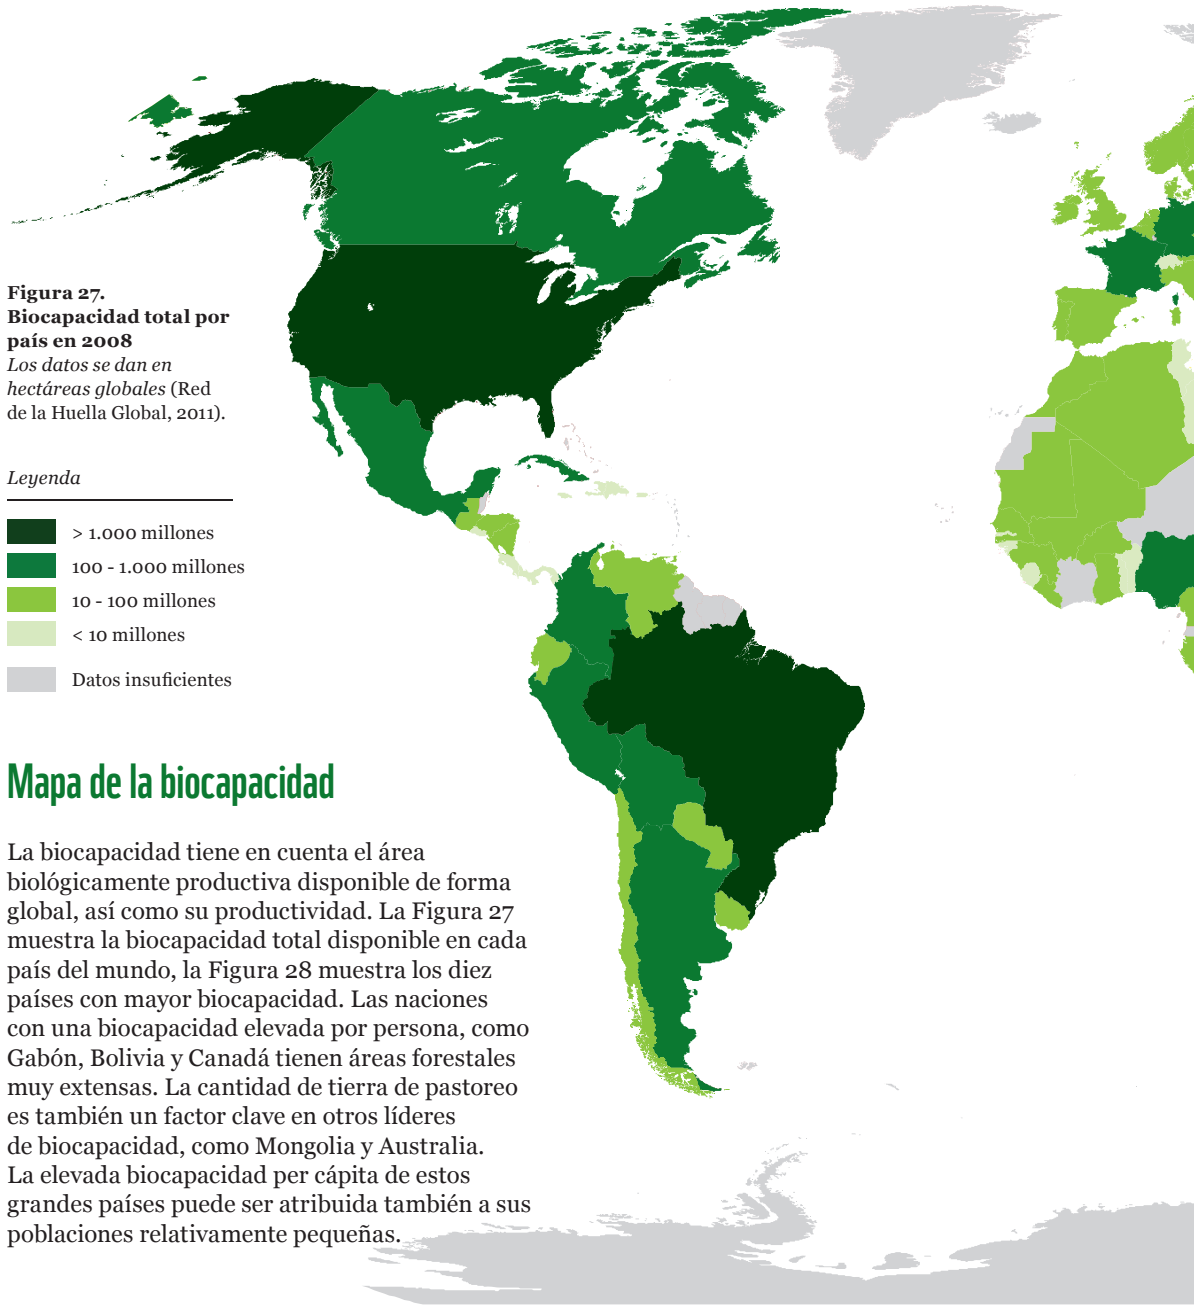 Figura 27.
Biocapacidad total por
país en 2008
Los datos se dan en
hectáreas globales (Red
de la Huella Global, 2011).
Leyenda
> 1.000 millones
100 - 1.000 millones
10 - 100 millones
< 10 millones
Datos insuficientes
Mapa de la biocapacidad
La biocapacidad tiene en cuenta el área
biológicamente productiva disponible de forma
global, así como su productividad. La Figura 27
muestra la biocapacidad total disponible en cada
país del mundo, la Figura 28 muestra los diez
países con mayor biocapacidad. Las naciones
con una biocapacidad elevada por persona, como
Gabón, Bolivia y Canadá tienen áreas forestales
muy extensas. La cantidad de tierra de pastoreo
es también un factor clave en otros líderes
de biocapacidad, como Mongolia y Australia.
La elevada biocapacidad per cápita de estos
grandes países puede ser atribuida también a sus
poblaciones relativamente pequeñas.